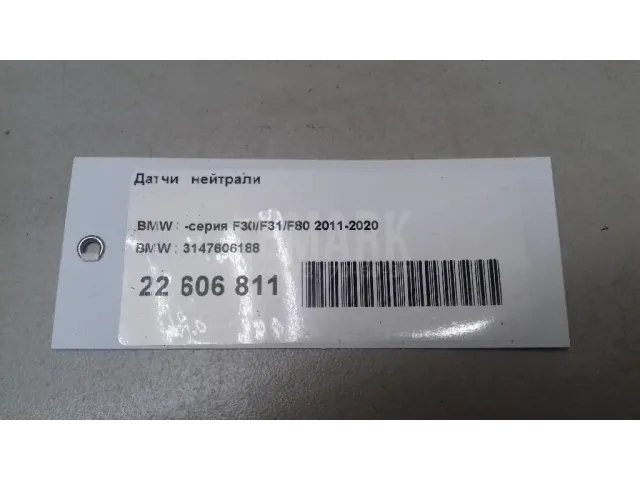 Датчи нейтрали
BMW: -серия F30/F31/F80 2011-2020
BMW: 3147606188
22 606 811